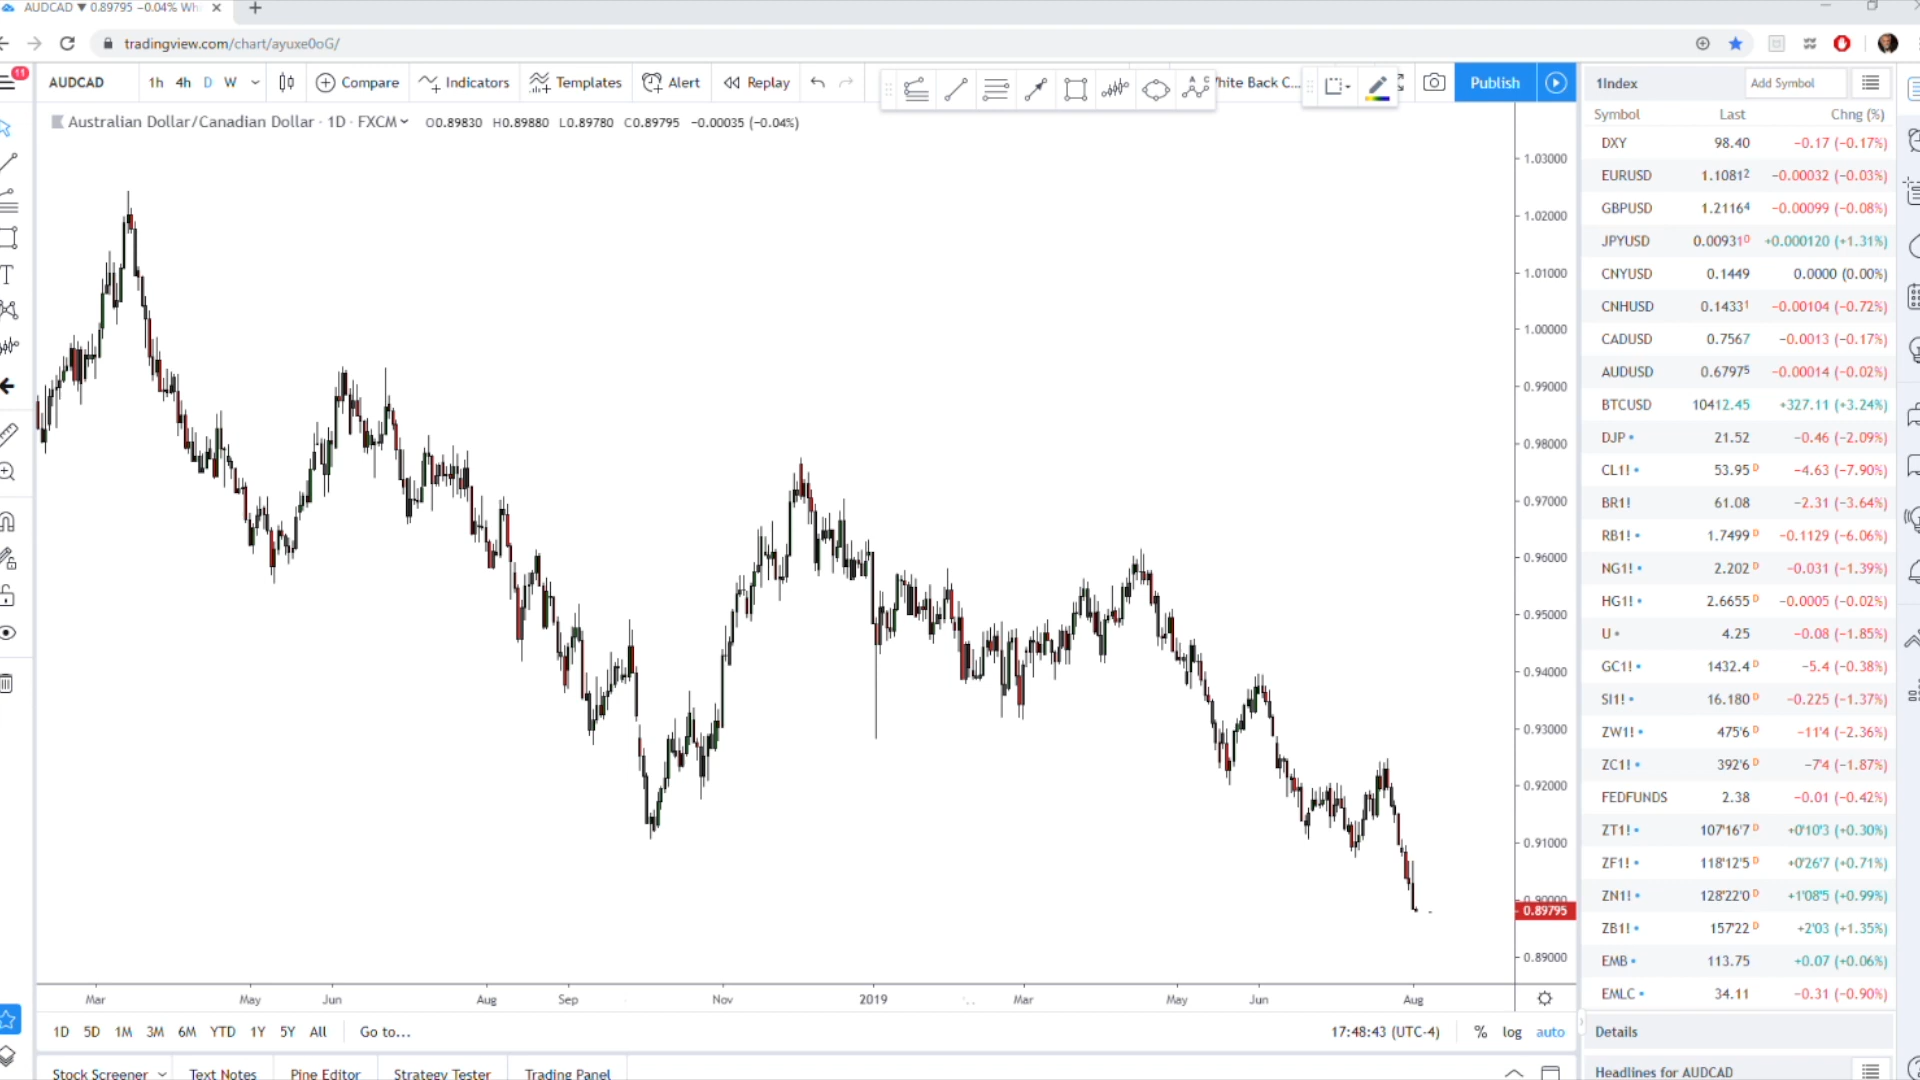 AUDCAD ▼ 0.89795 −0.04% Wh
tradingview.com/chart/ayuxe0oG/
11
AUDCAD 1h 4h D W Compare Indicators Templates Alert Replay White Back C... Publish
Australian Dollar/Canadian Dollar · 1D · FXCM O0.89830 H0.89880 L0.89780 C0.89795 −0.00035 (−0.04%)
1.03000
1.02000
1.01000
1.00000
0.99000
0.98000
0.97000
0.96000
0.95000
0.94000
0.93000
0.92000
0.91000
0.90000
0.89795
0.89000
Mar May Jun Aug Sep Nov 2019 Mar May Jun Aug
1D 5D 1M 3M 6M YTD 1Y 5Y All Go to... 17:48:43 (UTC-4) % log auto
Stock Screener Text Notes Pine Editor Strategy Tester Trading Panel
1Index Add Symbol
Symbol Last Chng (%)
DXY 98.40 −0.17 (−0.17%)
EURUSD 1.10812 −0.00032 (−0.03%)
GBPUSD 1.21164 −0.00099 (−0.08%)
JPYUSD 0.009310 +0.000120 (+1.31%)
CNYUSD 0.1449 0.0000 (0.00%)
CNHUSD 0.14331 −0.00104 (−0.72%)
CADUSD 0.7567 −0.0013 (−0.17%)
AUDUSD 0.67975 −0.00014 (−0.02%)
BTCUSD 10412.45 +327.11 (+3.24%)
DJP 21.52 −0.46 (−2.09%)
CL1! 53.95 D −4.63 (−7.90%)
BR1! 61.08 −2.31 (−3.64%)
RB1! 1.7499 D −0.1129 (−6.06%)
NG1! 2.202 D −0.031 (−1.39%)
HG1! 2.6655 D −0.0005 (−0.02%)
U 4.25 −0.08 (−1.85%)
GC1! 1432.4 D −5.4 (−0.38%)
SI1! 16.180 D −0.225 (−1.37%)
ZW1! 475'6 D −11'4 (−2.36%)
ZC1! 392'6 D −7'4 (−1.87%)
FEDFUNDS 2.38 −0.01 (−0.42%)
ZT1! 107'16'7 D +0'10'3 (+0.30%)
ZF1! 118'12'5 D +0'26'7 (+0.71%)
ZN1! 128'22'0 D +1'08'5 (+0.99%)
ZB1! 157'22 D +2'03 (+1.35%)
EMB 113.75 +0.07 (+0.06%)
EMLC 34.11 −0.31 (−0.90%)
Details
Headlines for AUDCAD